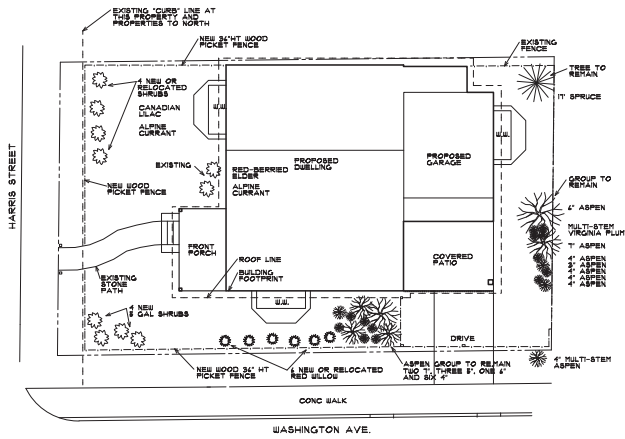 EXISTING "CURB" LINE AT
THIS PROPERTY AND
PROPERTIES TO NORTH
NEW 36"HT WOOD
PICKET FENCE
EXISTING
FENCE
TREE TO
REMAIN
17' SPRUCE
4 NEW OR
RELOCATED
SHRUBS
CANADIAN
LILAC
ALPINE
CURRANT
W.W.
W.W.
EXISTING
RED-BERRIED
ELDER
ALPINE
CURRANT
PROPOSED
DWELLING
PROPOSED
GARAGE
HARRIS STREET
NEW WOOD
PICKET FENCE
GROUP TO
REMAIN
6" ASPEN
MULTI-STEM
VIRGINIA PLUM
7" ASPEN
4" ASPEN
3" ASPEN
4" ASPEN
4" ASPEN
4" ASPEN
FRONT
PORCH
ROOF LINE
BUILDING
FOOTPRINT
COVERED
PATIO
EXISTING
STONE
PATH
W.W.
4 NEW
5 GAL SHRUBS
DRIVE
NEW WOOD 36" HT
PICKET FENCE
6 NEW OR RELOCATED
RED WILLOW
ASPEN GROUP TO REMAIN
TWO 7", THREE 5", ONE 6"
AND SIX 4"
4" MULTI-STEM
ASPEN
CONC WALK
WASHINGTON AVE.